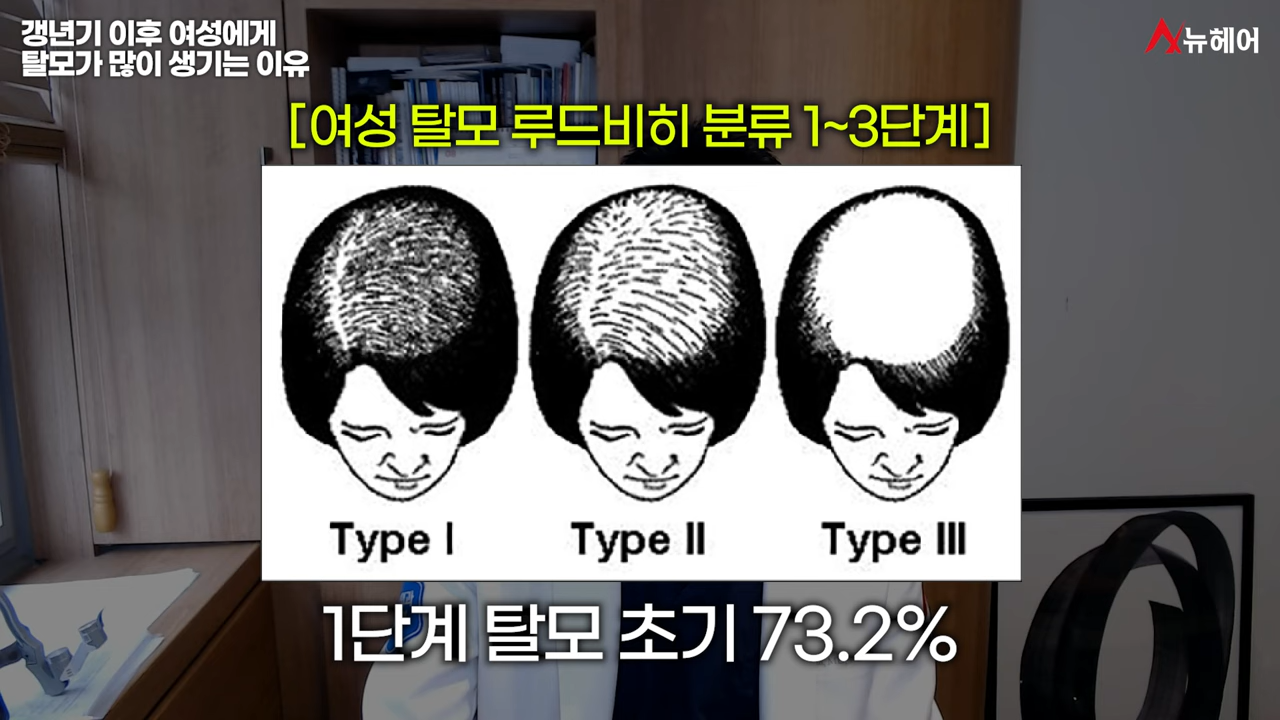 갱년기 이후 여성에게
탈모가 많이 생기는 이유
뉴헤어
[여성 탈모 루드비히 분류 1~3단계]
Type I
Type II
Type III
1단계 탈모 초기 73.2%